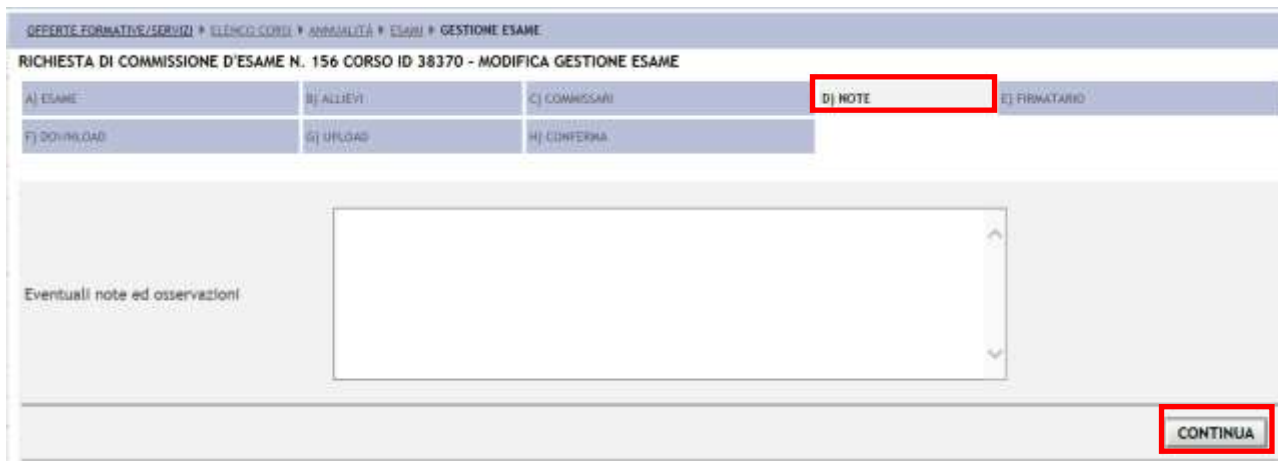 OFFERTE FORMATIVE/SERVIZI ELENCO CORSI ANNUALITÀ ESAMI GESTIONE ESAME
RICHIESTA DI COMMISSIONE D'ESAME N. 156 CORSO ID 38370 - MODIFICA GESTIONE ESAME
A) ESAME B) ALLIEVI C) COMMISSARI D) NOTE E) FIRMATARIO
F) DOWNLOAD G) UPLOAD H) CONFERMA
Eventuali note ed osservazioni
CONTINUA